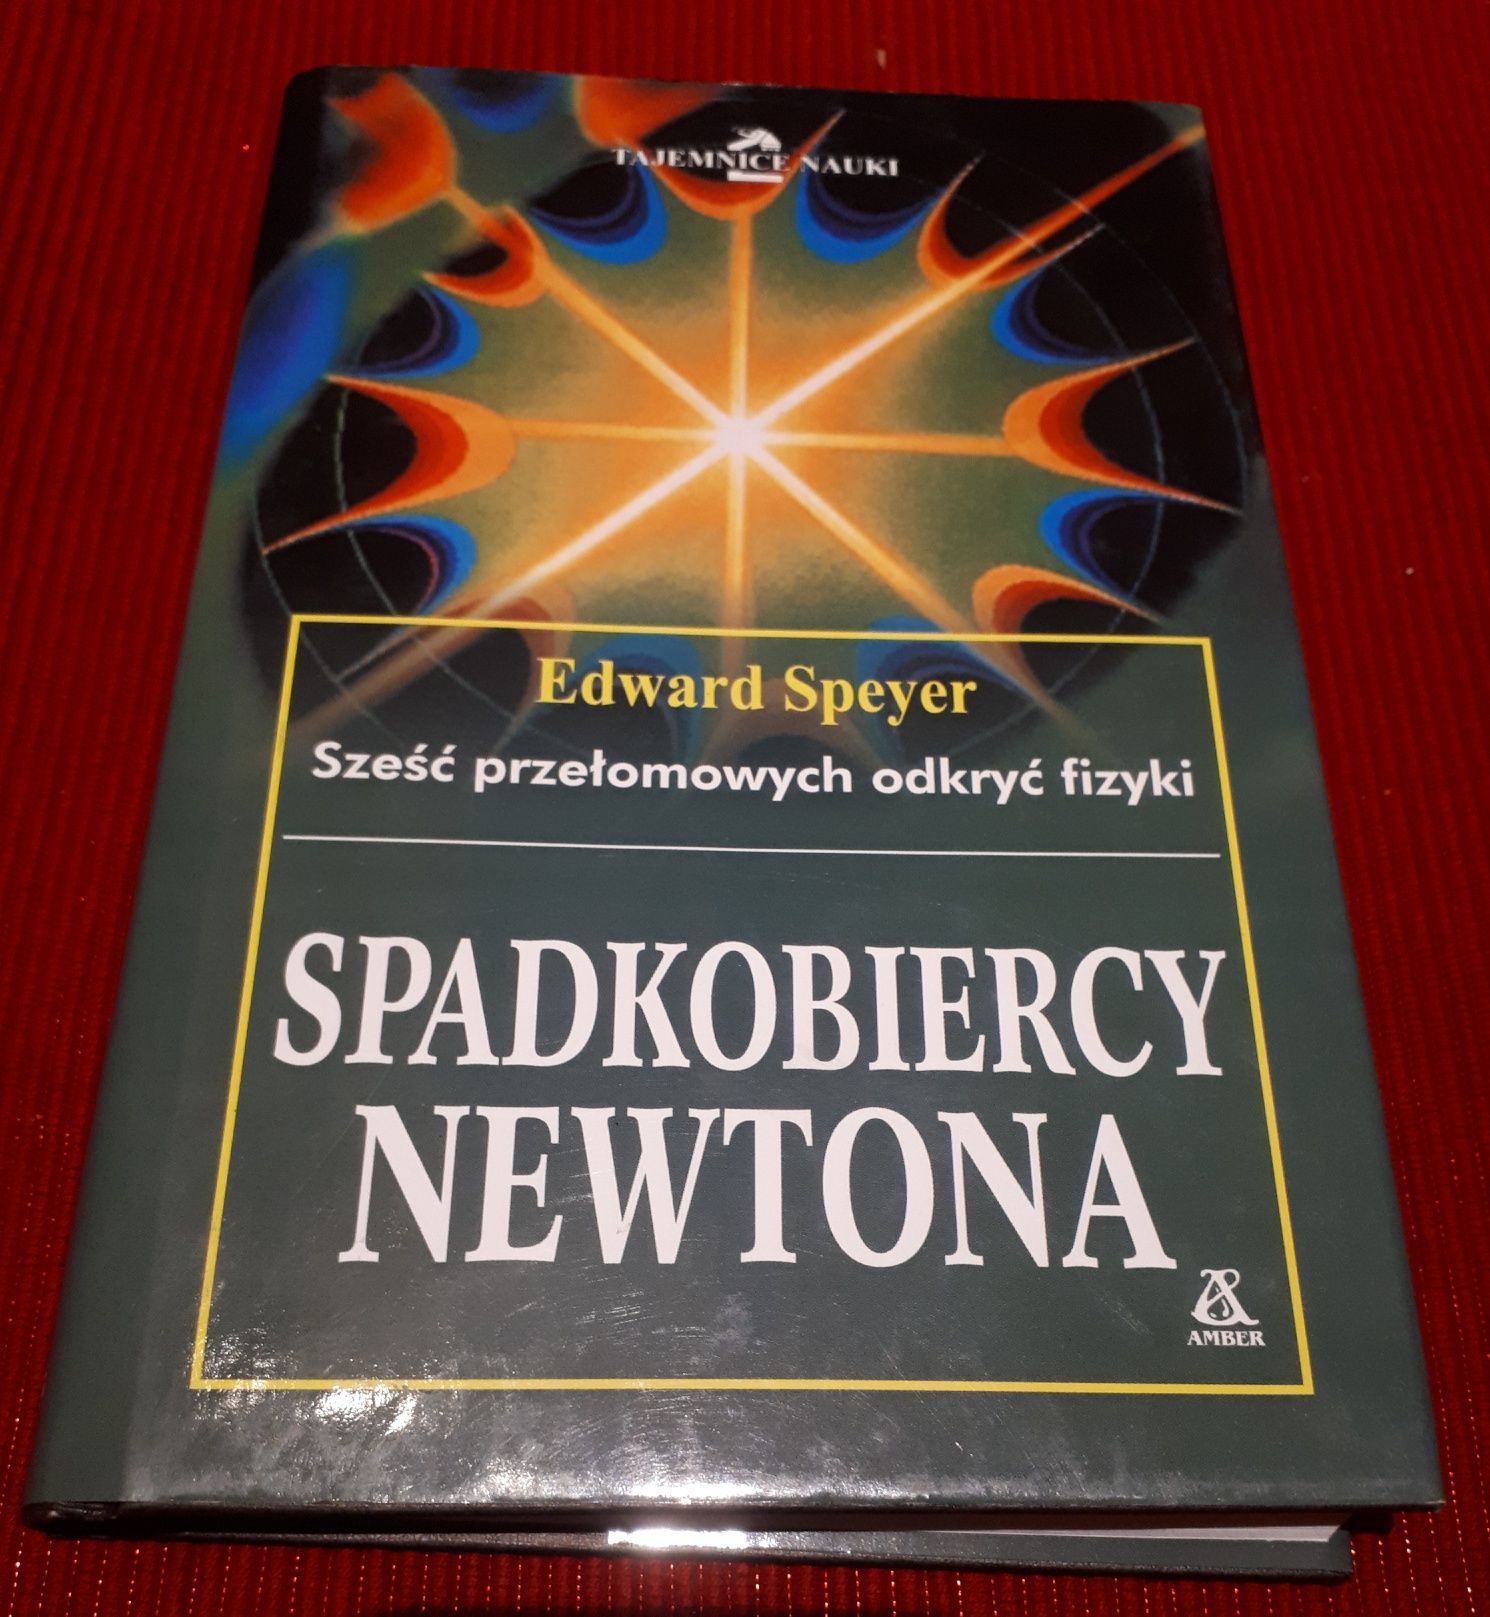 TAJEMNICE NAUKI
Edward Speyer
Sześć przełomowych odkryć fizyki
SPADKOBIERCY
NEWTONA
AMBER